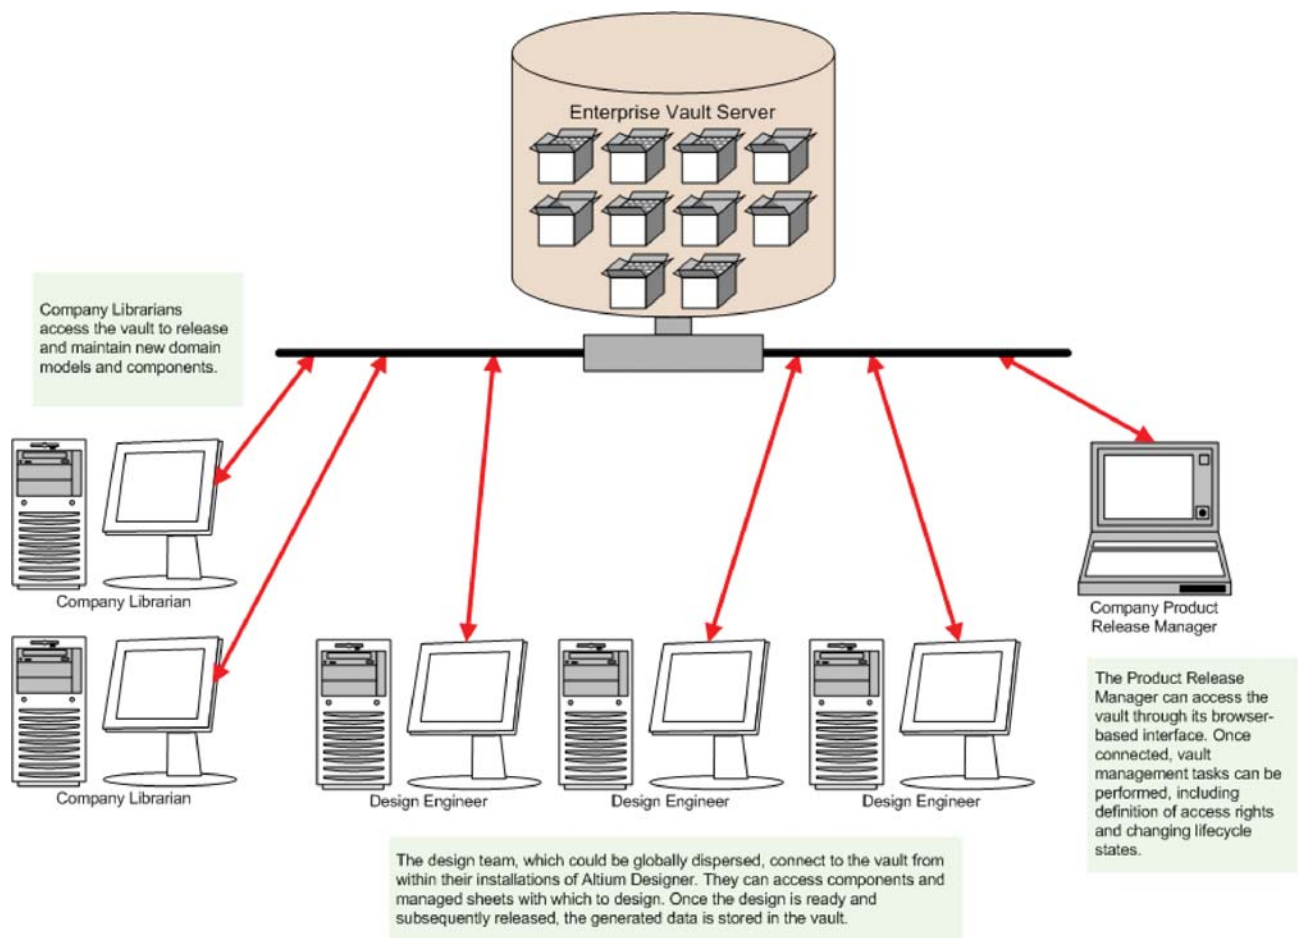 Enterprise Vault Server
Company Librarians
access the vault to release
and maintain new domain
models and components.
Company Librarian
Company Product
Release Manager
Company Librarian
Design Engineer
Design Engineer
Design Engineer
The Product Release
Manager can access the
vault through its browser-
based interface. Once
connected, vault
management tasks can be
performed, including
definition of access rights
and changing lifecycle
states.
The design team, which could be globally dispersed, connect to the vault from
within their installations of Altium Designer. They can access components and
managed sheets with which to design. Once the design is ready and
subsequently released, the generated data is stored in the vault.